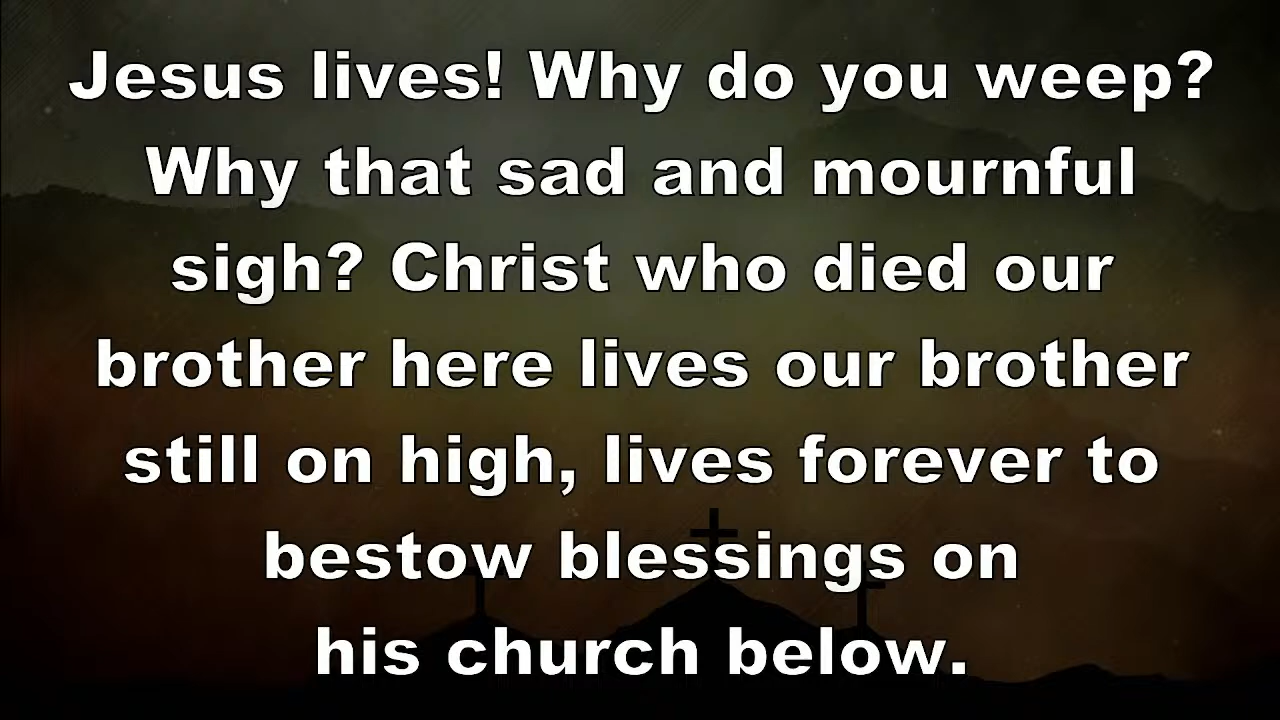 Jesus lives! Why do you weep?
Why that sad and mournful
sigh? Christ who died our
brother here lives our brother
still on high, lives forever to
bestow blessings on
his church below.